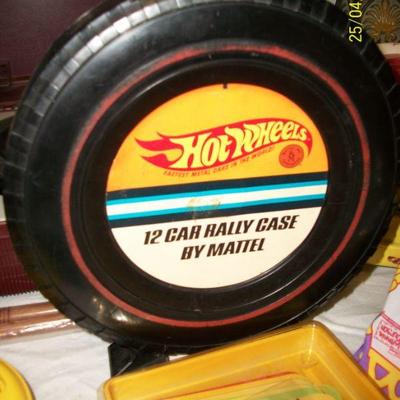 25/04
HOT WHEELS
FASTEST METAL CARS IN THE WORLD!
12 CAR RALLY CASE
BY MATTEL